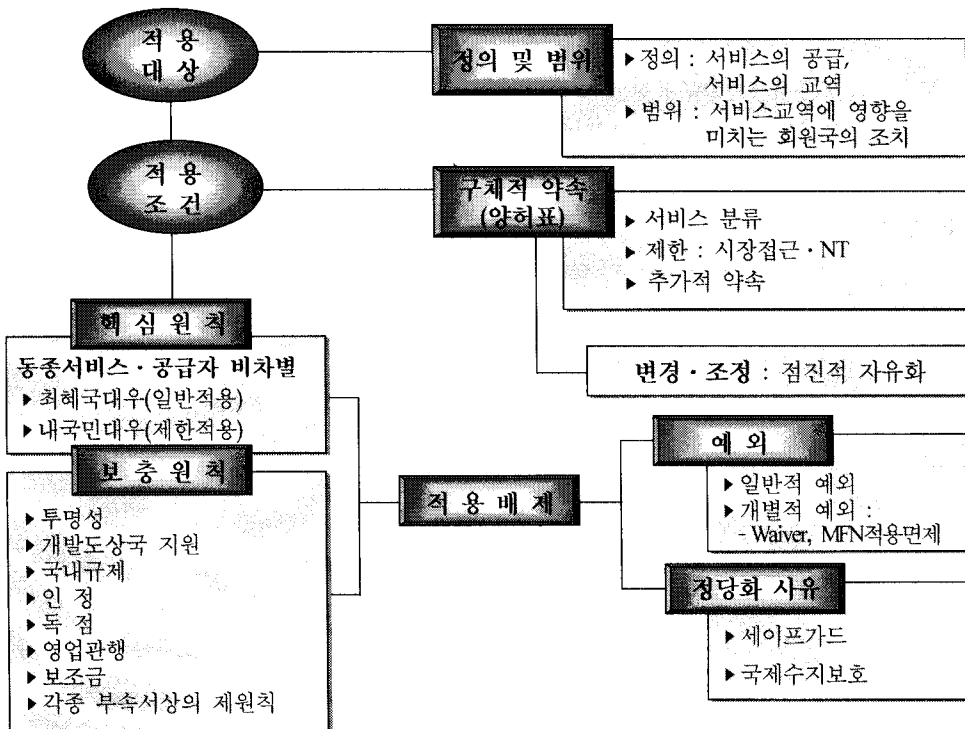 적 용
대 상
정의 및 범위
▶정의 : 서비스의 공급,
서비스의 교역
▶범위 : 서비스교역에 영향을
미치는 회원국의 조치
적 용
조 건
구체적 약속
(양허표)
▶ 서비스 분류
▶ 제한 : 시장접근・NT
▶ 추가적 약속
변경・조정 : 점진적 자유화
핵 심 원 칙
동종서비스・공급자 비차별
▶ 최혜국대우(일반적용)
▶ 내국민대우(제한적용)
보 충 원 칙
▶투명성
▶개발도상국 지원
▶국내규제
▶인 정
▶독 점
▶영업관행
▶보조금
▶각종 부속서상의 제원칙
적 용 배 제
예 외
▶일반적 예외
▶개별적 예외 :
- Waiver, MFN적용면제
정당화 사유
▶세이프가드
▶국제수지보호